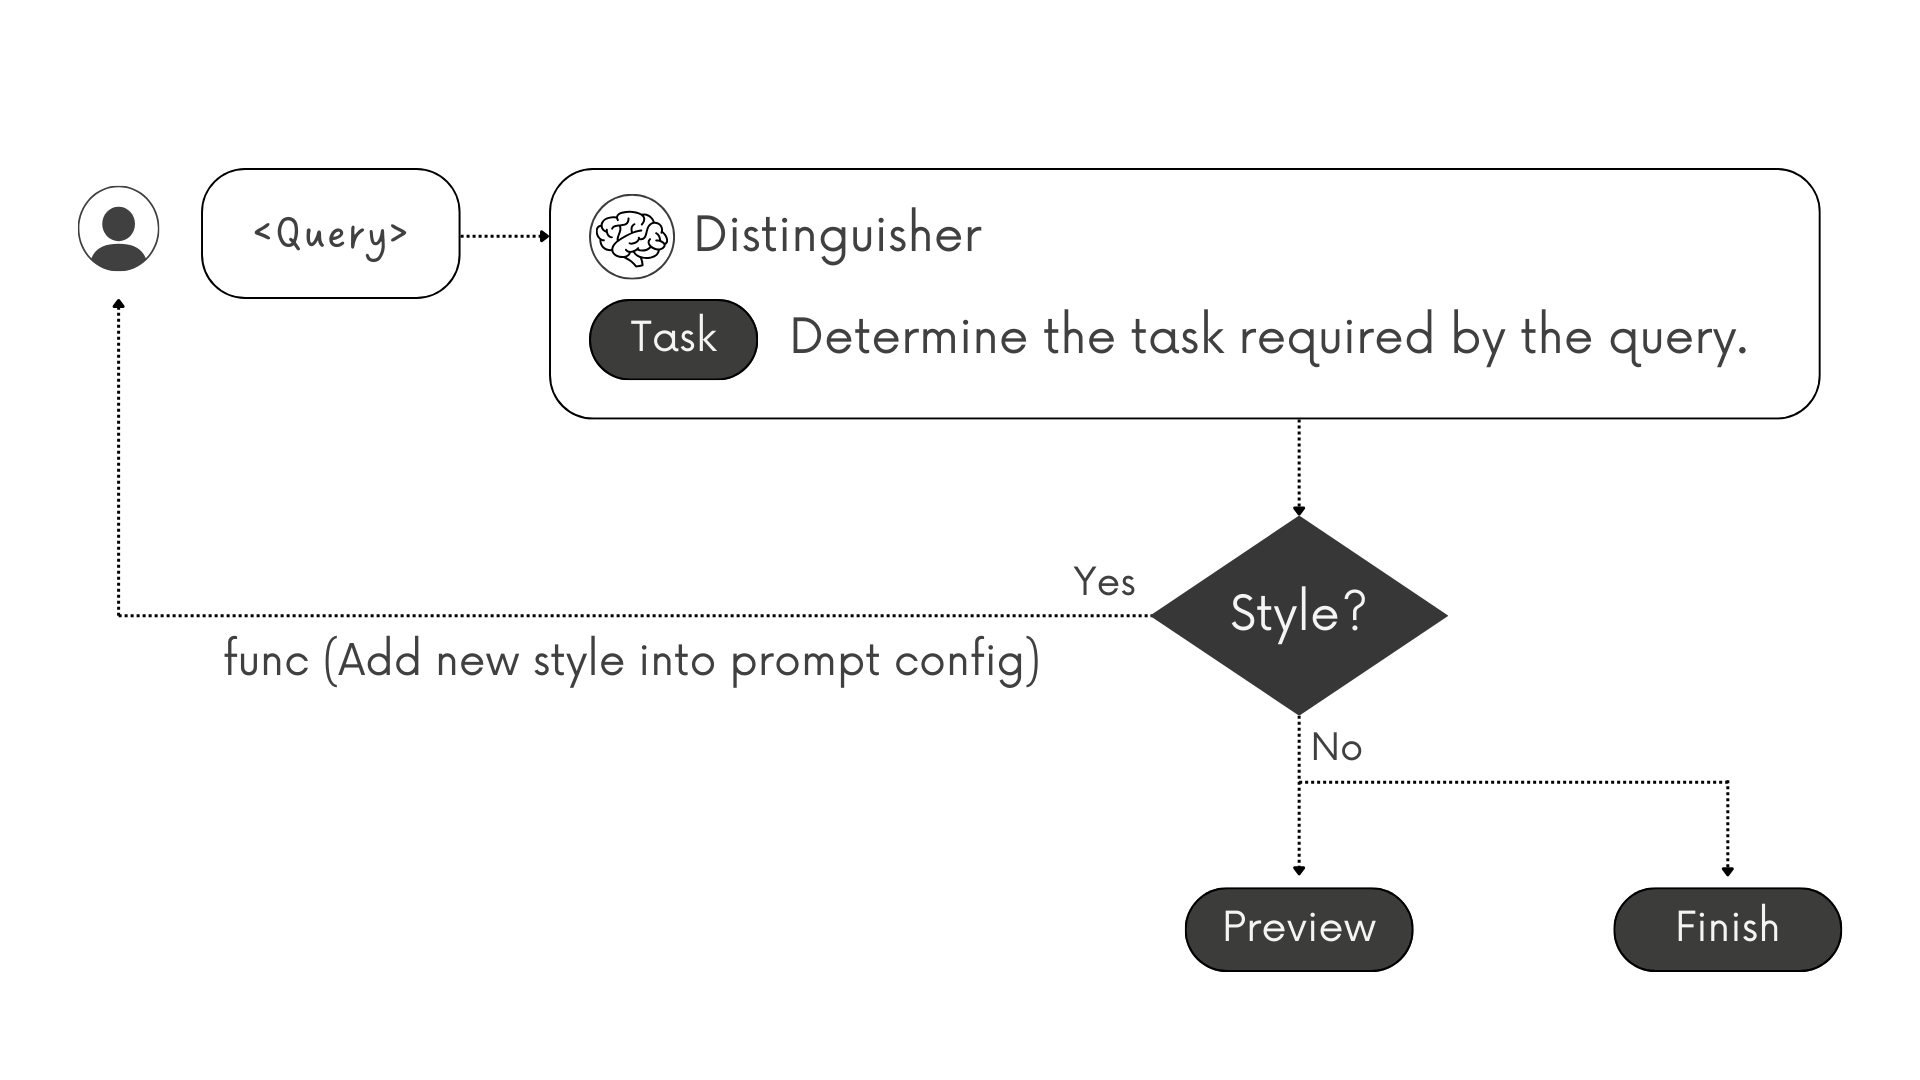 <Query>
Distinguisher
Task
Determine the task required by the query.
Yes
Style?
func (Add new style into prompt config)
No
Preview
Finish